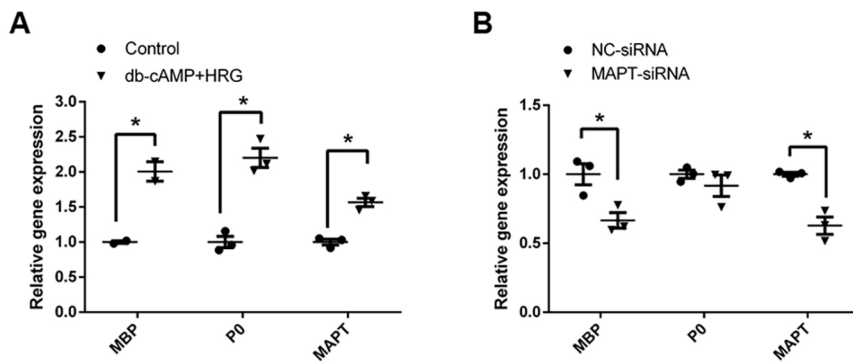 A
Control
db-cAMP+HRG
Relative gene expression
3.0
2.5
2.0
1.5
1.0
0.5
0.0
*
*
*
MBP
P0
MAPT
B
NC-siRNA
MAPT-siRNA
Relative gene expression
1.5
1.0
0.5
0.0
*
*
MBP
P0
MAPT